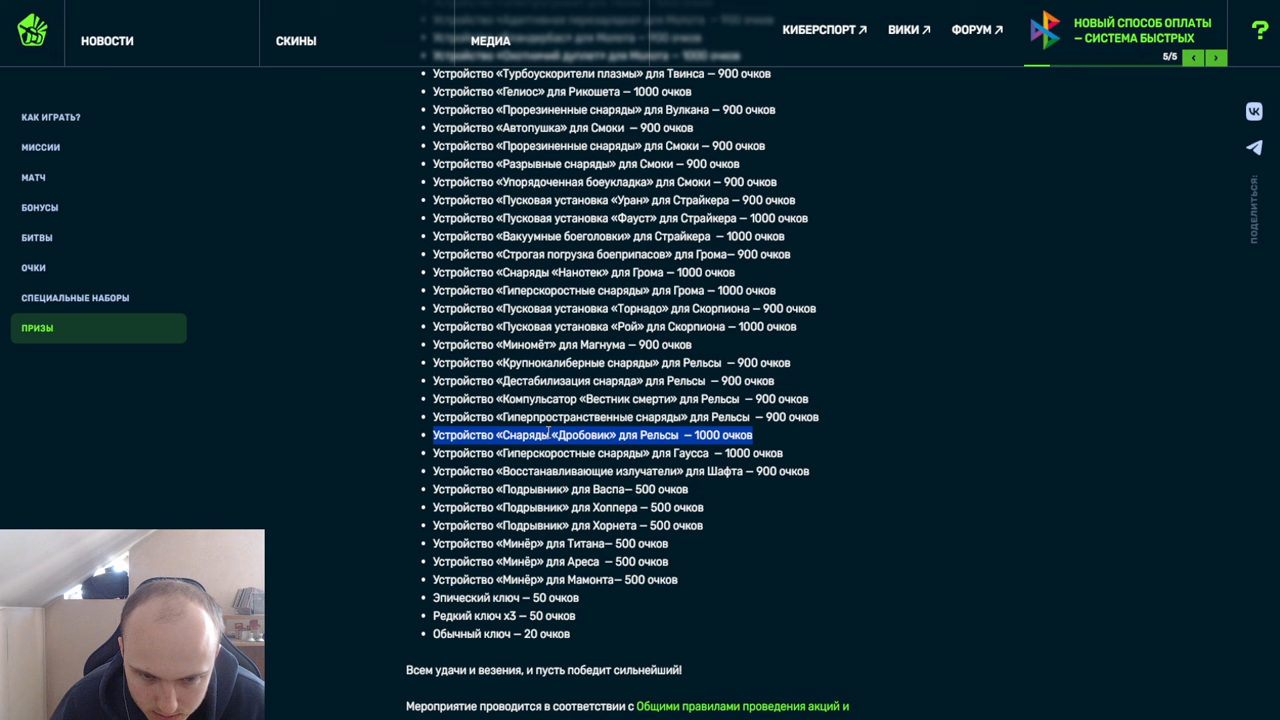 НОВОСТИ
СКИНЫ
МЕДИА
КИБЕРСПОРТ
ВИКИ
ФОРУМ
НОВЫЙ СПОСОБ ОПЛАТЫ
— СИСТЕМА БЫСТРЫХ
5/5
?
КАК ИГРАТЬ?
МИССИИ
МАТЧ
БОНУСЫ
БИТВЫ
ОЧКИ
СПЕЦИАЛЬНЫЕ НАБОРЫ
ПРИЗЫ
• Устройство «Турбоускорители плазмы» для Твинса — 900 очков
• Устройство «Гелиос» для Рикошета — 1000 очков
• Устройство «Прорезиненные снаряды» для Вулкана — 900 очков
• Устройство «Автопушка» для Смоки — 900 очков
• Устройство «Прорезиненные снаряды» для Смоки — 900 очков
• Устройство «Разрывные снаряды» для Смоки — 900 очков
• Устройство «Упорядоченная боеукладка» для Смоки — 900 очков
• Устройство «Пусковая установка «Уран» для Страйкера — 900 очков
• Устройство «Пусковая установка «Фауст» для Страйкера — 1000 очков
• Устройство «Вакуумные боеголовки» для Страйкера — 1000 очков
• Устройство «Строгая погрузка боеприпасов» для Грома— 900 очков
• Устройство «Снаряды «Нанотек» для Грома — 1000 очков
• Устройство «Гиперскоростные снаряды» для Грома — 1000 очков
• Устройство «Пусковая установка «Торнадо» для Скорпиона — 900 очков
• Устройство «Пусковая установка «Рой» для Скорпиона — 1000 очков
• Устройство «Миномёт» для Магнума — 900 очков
• Устройство «Крупнокалиберные снаряды» для Рельсы — 900 очков
• Устройство «Дестабилизация снаряда» для Рельсы — 900 очков
• Устройство «Компульсатор «Вестник смерти» для Рельсы — 900 очков
• Устройство «Гиперпространственные снаряды» для Рельсы — 900 очков
• Устройство «Снаряды «Дробовик» для Рельсы — 1000 очков
• Устройство «Гиперскоростные снаряды» для Гаусса — 1000 очков
• Устройство «Восстанавливающие излучатели» для Шафта — 900 очков
• Устройство «Подрывник» для Васпа— 500 очков
• Устройство «Подрывник» для Хоппера — 500 очков
• Устройство «Подрывник» для Хорнета — 500 очков
• Устройство «Минёр» для Титана— 500 очков
• Устройство «Минёр» для Ареса — 500 очков
• Устройство «Минёр» для Мамонта— 500 очков
• Эпический ключ — 50 очков
• Редкий ключ x3 — 50 очков
• Обычный ключ — 20 очков
Всем удачи и везения, и пусть победит сильнейший!
Мероприятие проводится в соответствии с Общими правилами проведения акций и
ПОДЕЛИТЬСЯ: